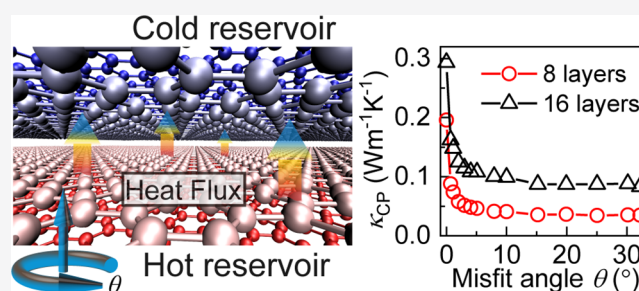 Cold reservoir
Heat Flux
Hot reservoir
θ
κCP (Wm⁻¹K⁻¹)
0.3
0.2
0.1
0.0
8 layers
16 layers
0 10 20 30
Misfit angle θ (°)